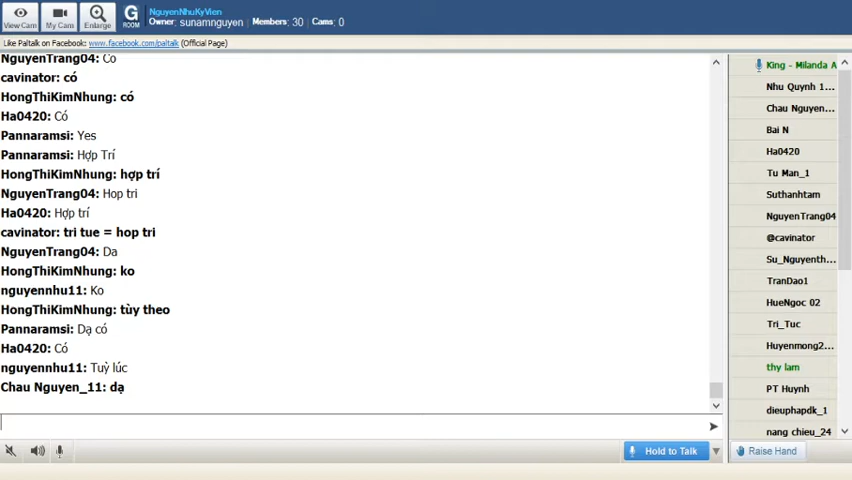 View Cam
My Cam
Enlarge
G
ROOM
NguyenNhuKyVien
Owner: sunamnguyen Members: 30 Cams: 0
Like Paltalk on Facebook: www.facebook.com/paltalk (Official Page)
NguyenTrang04: Co
cavinator: có
HongThiKimNhung: có
Ha0420: Có
Pannaramsi: Yes
Pannaramsi: Hợp Trí
HongThiKimNhung: hợp trí
NguyenTrang04: Hop tri
Ha0420: Hợp trí
cavinator: tri tue = hop tri
NguyenTrang04: Da
HongThiKimNhung: ko
nguyennhu11: Ko
HongThiKimNhung: tùy theo
Pannaramsi: Dạ có
Ha0420: Có
nguyennhu11: Tuỳ lúc
Chau Nguyen_11: dạ
Hold to Talk
King - Milanda A
Nhu Quynh 1...
Chau Nguyen...
Bai N
Ha0420
Tu Man_1
Suthanhtam
NguyenTrang04
@cavinator
Su_Nguyenth...
TranDao1
HueNgoc 02
Tri_Tuc
Huyenmong2...
thy lam
PT Huynh
dieuphapdk_1
nang chieu_24
Raise Hand